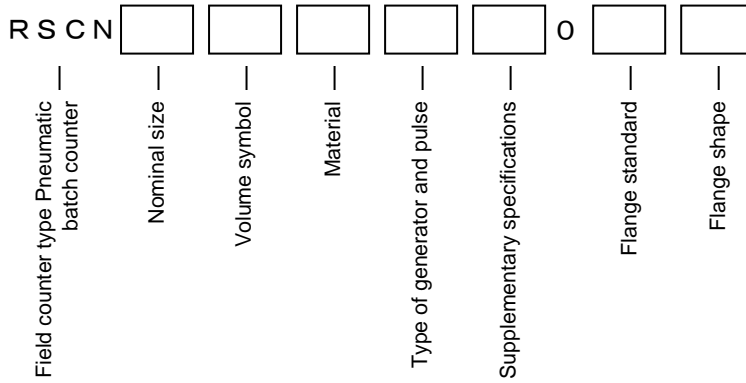 RSCN 0
Field counter type Pneumatic
batch counter
Nominal size
Volume symbol
Material
Type of generator and pulse
Supplementary specifications
Flange standard
Flange shape